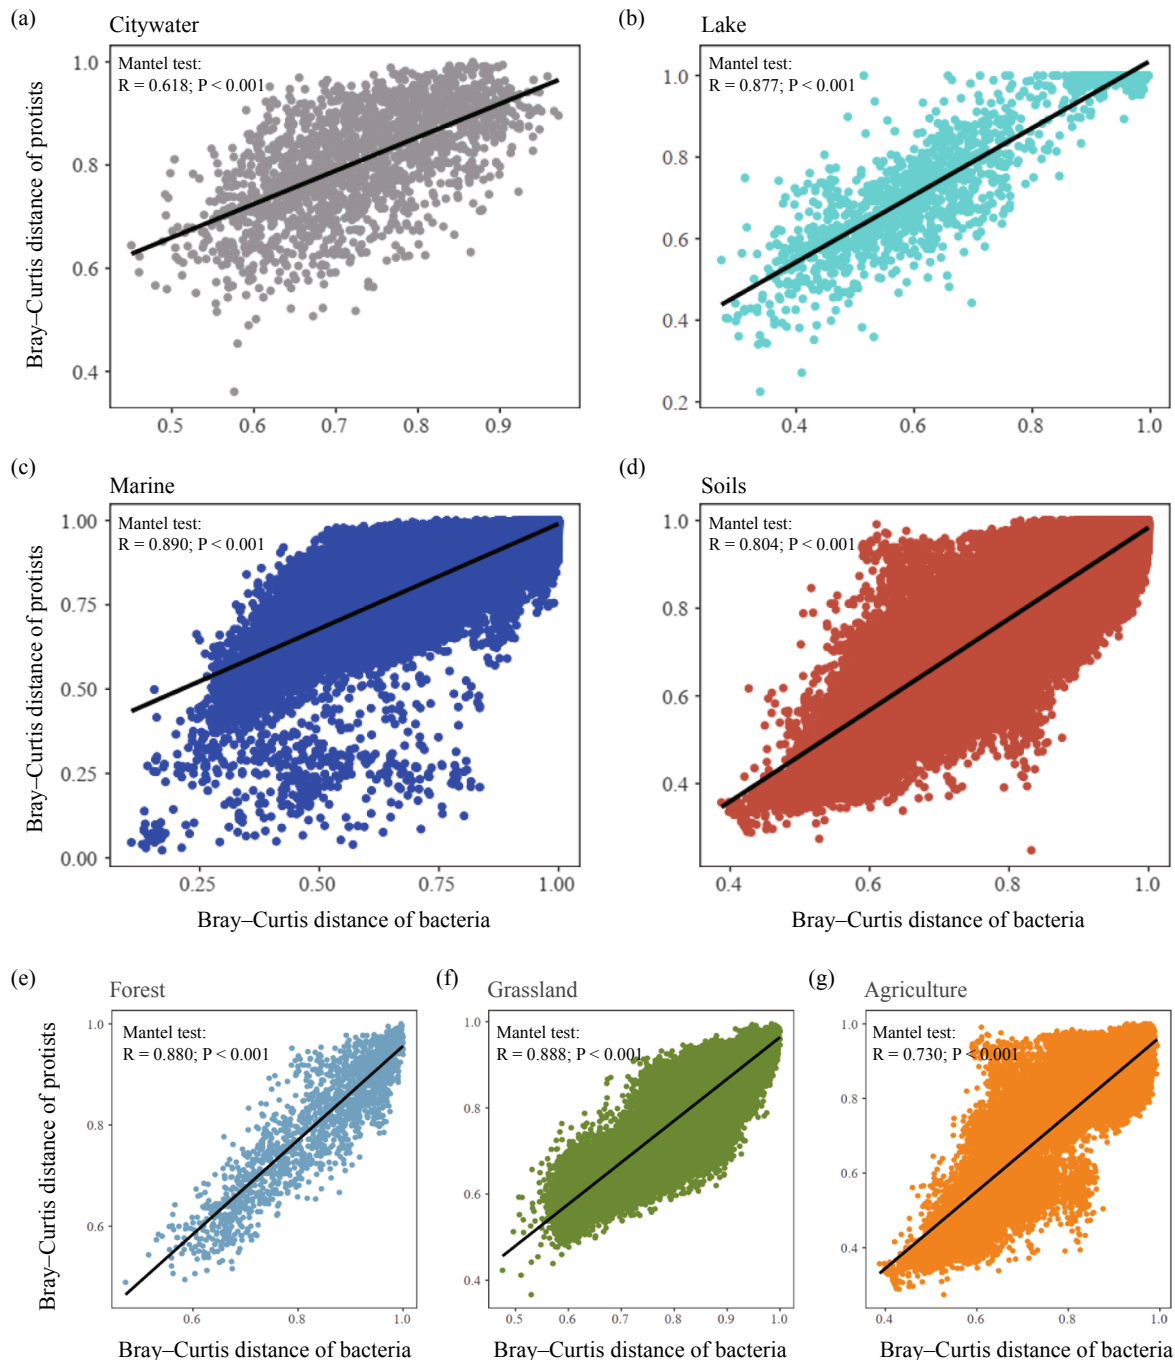 (a)
Citywater
Mantel test:
R = 0.618; P < 0.001
Bray–Curtis distance of protists
1.0
0.8
0.6
0.4
0.5 0.6 0.7 0.8 0.9
(b)
Lake
Mantel test:
R = 0.877; P < 0.001
1.0
0.8
0.6
0.4
0.2
0.4 0.6 0.8 1.0
(c)
Marine
Mantel test:
R = 0.890; P < 0.001
Bray–Curtis distance of protists
1.00
0.75
0.50
0.25
0.00
0.25 0.50 0.75 1.00
Bray–Curtis distance of bacteria
(d)
Soils
Mantel test:
R = 0.804; P < 0.001
1.0
0.8
0.6
0.4
0.4 0.6 0.8 1.0
Bray–Curtis distance of bacteria
(e)
Forest
Mantel test:
R = 0.880; P < 0.001
Bray–Curtis distance of protists
1.0
0.8
0.6
0.6 0.8 1.0
Bray–Curtis distance of bacteria
(f)
Grassland
Mantel test:
R = 0.888; P < 0.001
1.0
0.8
0.6
0.4
0.5 0.6 0.7 0.8 0.9 1.0
Bray–Curtis distance of bacteria
(g)
Agriculture
Mantel test:
R = 0.730; P < 0.001
1.0
0.8
0.6
0.4
0.4 0.5 0.6 0.7 0.8 0.9 1.0
Bray–Curtis distance of bacteria